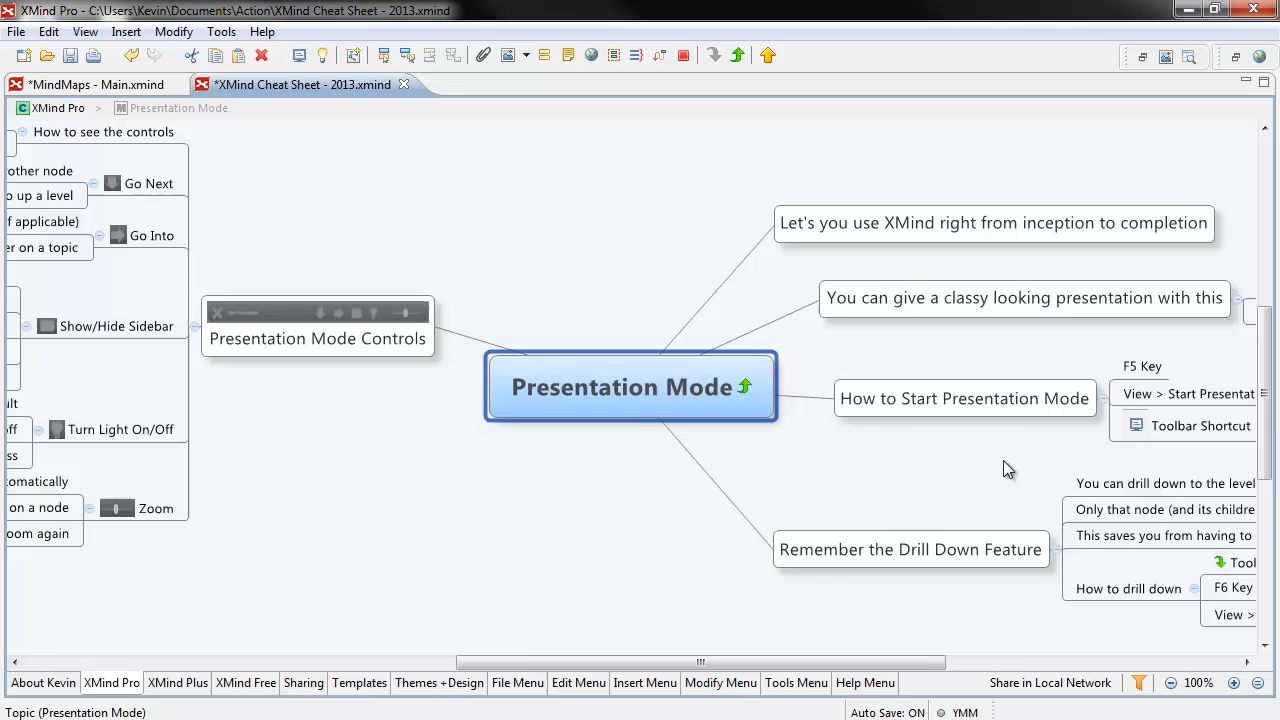 XMind Pro - C:\Users\Kevin\Documents\Action\XMind Cheat Sheet - 2013.xmind
File Edit View Insert Modify Tools Help
*MindMaps - Main.xmind
*XMind Cheat Sheet - 2013.xmind
XMind Pro > Presentation Mode
How to see the controls
other node
Go Next
o up a level
f applicable)
Go Into
er on a topic
Show/Hide Sidebar
Turn Light On/Off
ult
off
ss
omatically
on a node
Zoom
oom again
Presentation Mode Controls
Presentation Mode
Let's you use XMind right from inception to completion
You can give a classy looking presentation with this
How to Start Presentation Mode
F5 Key
View > Start Presentat
Toolbar Shortcut
Remember the Drill Down Feature
You can drill down to the level
Only that node (and its childre
This saves you from having to
How to drill down
Tool
F6 Key
View >
About Kevin XMind Pro XMind Plus XMind Free Sharing Templates Themes +Design File Menu Edit Menu Insert Menu Modify Menu Tools Menu Help Menu Share in Local Network 100%
Topic (Presentation Mode) Auto Save: ON YMM